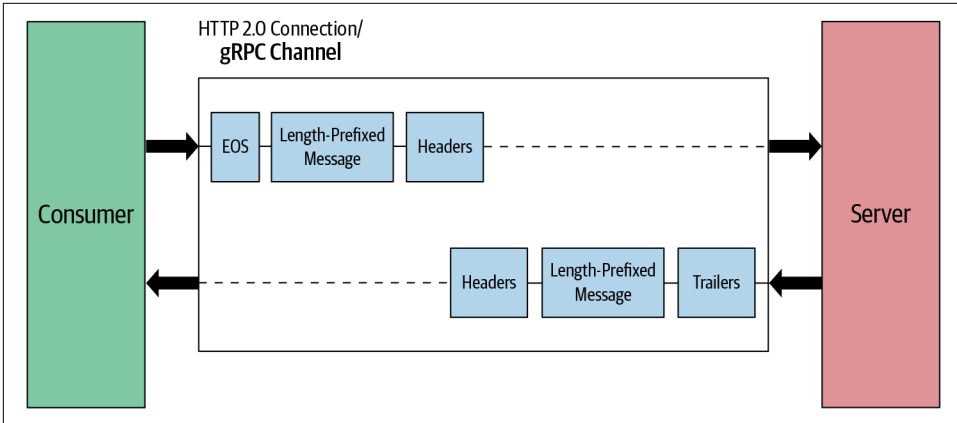 HTTP 2.0 Connection/
gRPC Channel
EOS
Length-Prefixed
Message
Headers
Consumer
Server
Headers
Length-Prefixed
Message
Trailers